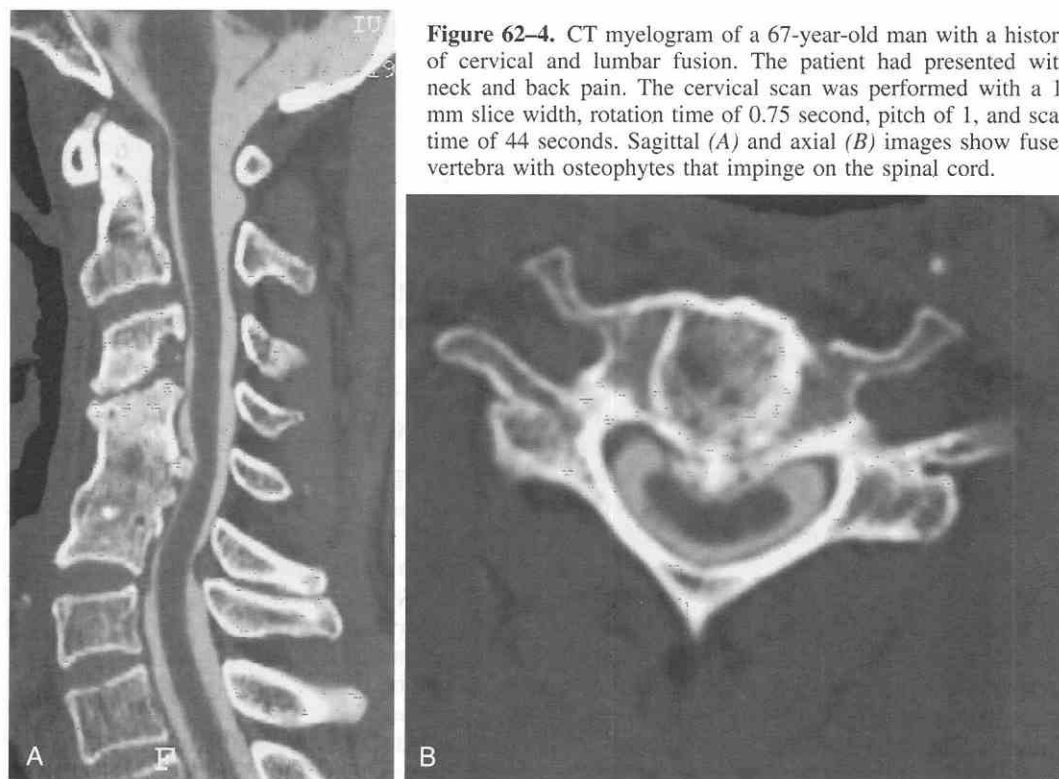 Figure 62–4. CT myelogram of a 67-year-old man with a histor
of cervical and lumbar fusion. The patient had presented wit
neck and back pain. The cervical scan was performed with a 1
mm slice width, rotation time of 0.75 second, pitch of 1, and sca
time of 44 seconds. Sagittal (A) and axial (B) images show fuse
vertebra with osteophytes that impinge on the spinal cord.
A
F
B